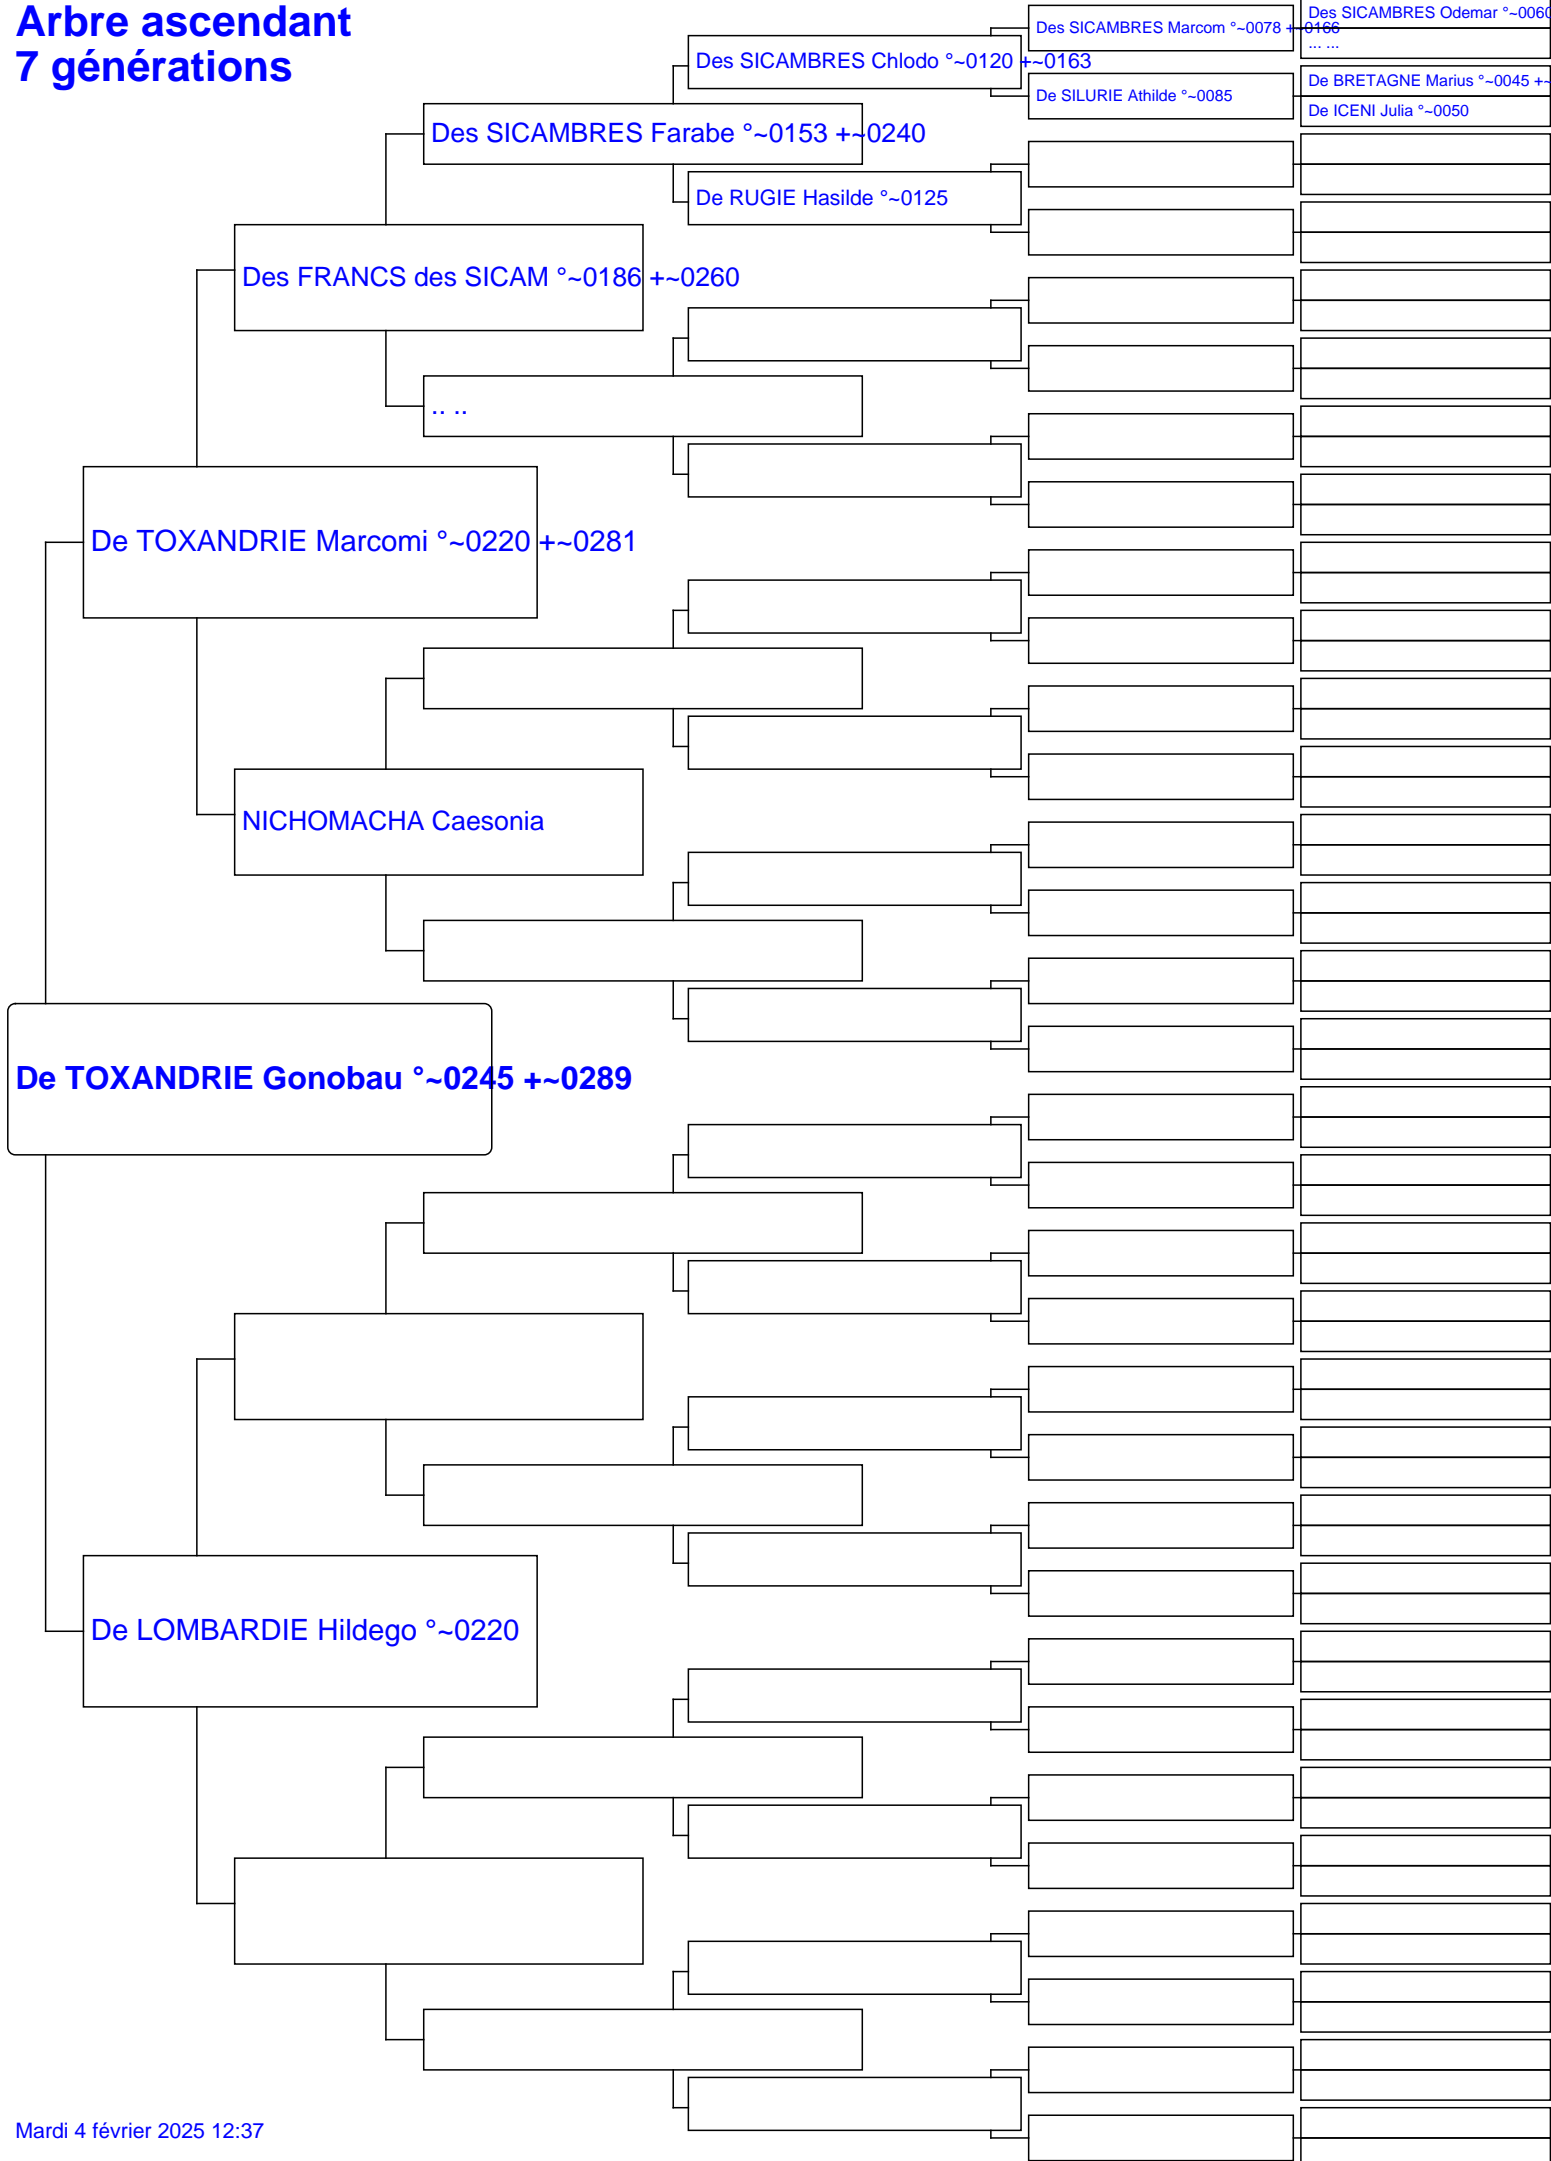 Arbre ascendant
7 générations
Des SICAMBRES Odemar °~0060
Des SICAMBRES Marcom °~0078 +~0166
... ...
Des SICAMBRES Chlodo °~0120 +~0163
De BRETAGNE Marius °~0045 +~
De SILURIE Athilde °~0085
De ICENI Julia °~0050
Des SICAMBRES Farabe °~0153 +~0240
De RUGIE Hasilde °~0125
Des FRANCS des SICAM °~0186 +~0260
.. ..
De TOXANDRIE Marcomi °~0220 +~0281
NICHOMACHA Caesonia
De TOXANDRIE Gonobau °~0245 +~0289
De LOMBARDIE Hildego °~0220
Mardi 4 février 2025 12:37